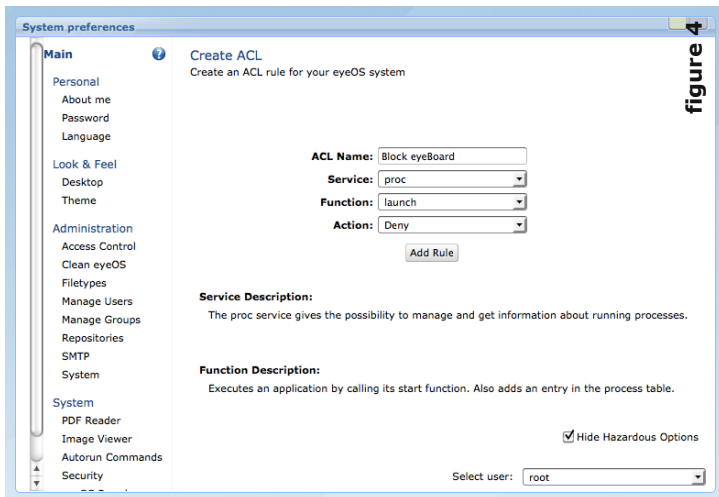 System preferences
figure 4
Main
?
Personal
About me
Password
Language
Look & Feel
Desktop
Theme
Administration
Access Control
Clean eyeOS
Filetypes
Manage Users
Manage Groups
Repositories
SMTP
System
System
PDF Reader
Image Viewer
Autorun Commands
Security
Create ACL
Create an ACL rule for your eyeOS system
ACL Name: Block eyeBoard
Service: proc
Function: launch
Action: Deny
Add Rule
Service Description:
The proc service gives the possibility to manage and get information about running processes.
Function Description:
Executes an application by calling its start function. Also adds an entry in the process table.
Hide Hazardous Options
Select user: root